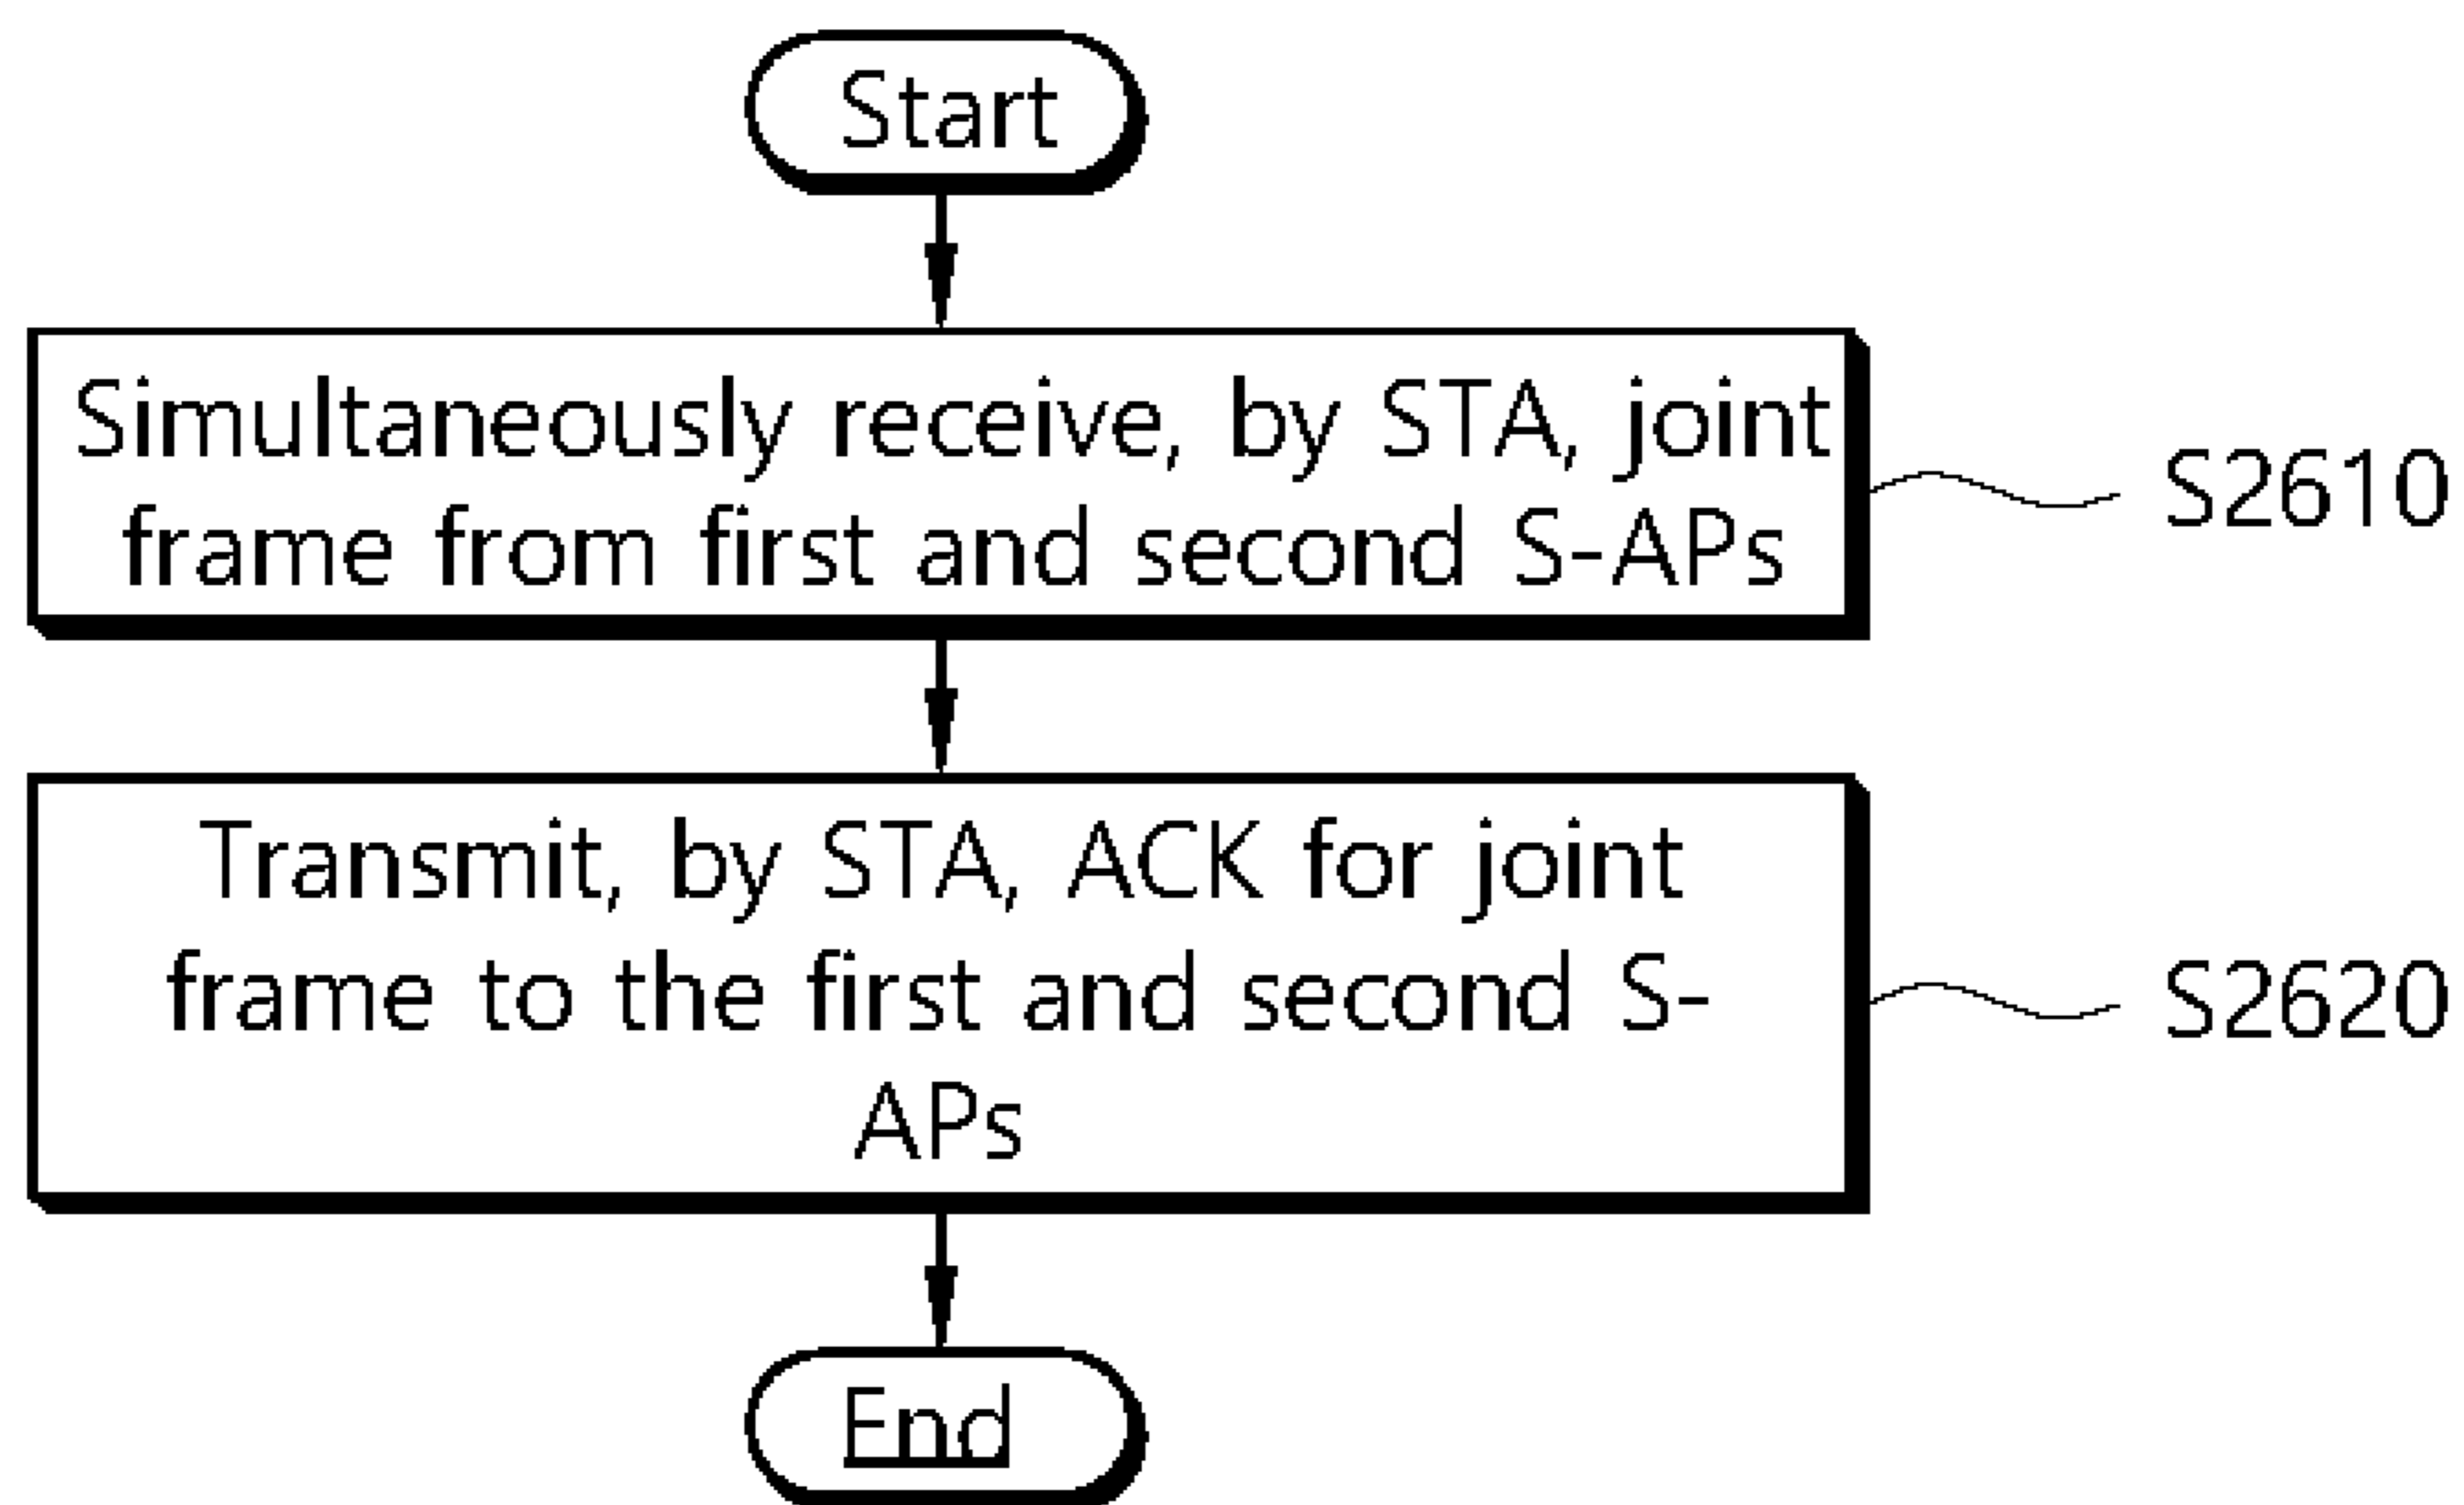 Start
Simultaneously receive, by STA, joint
frame from first and second S-APs
S2610
Transmit, by STA, ACK for joint
frame to the first and second S-
APs
S2620
End